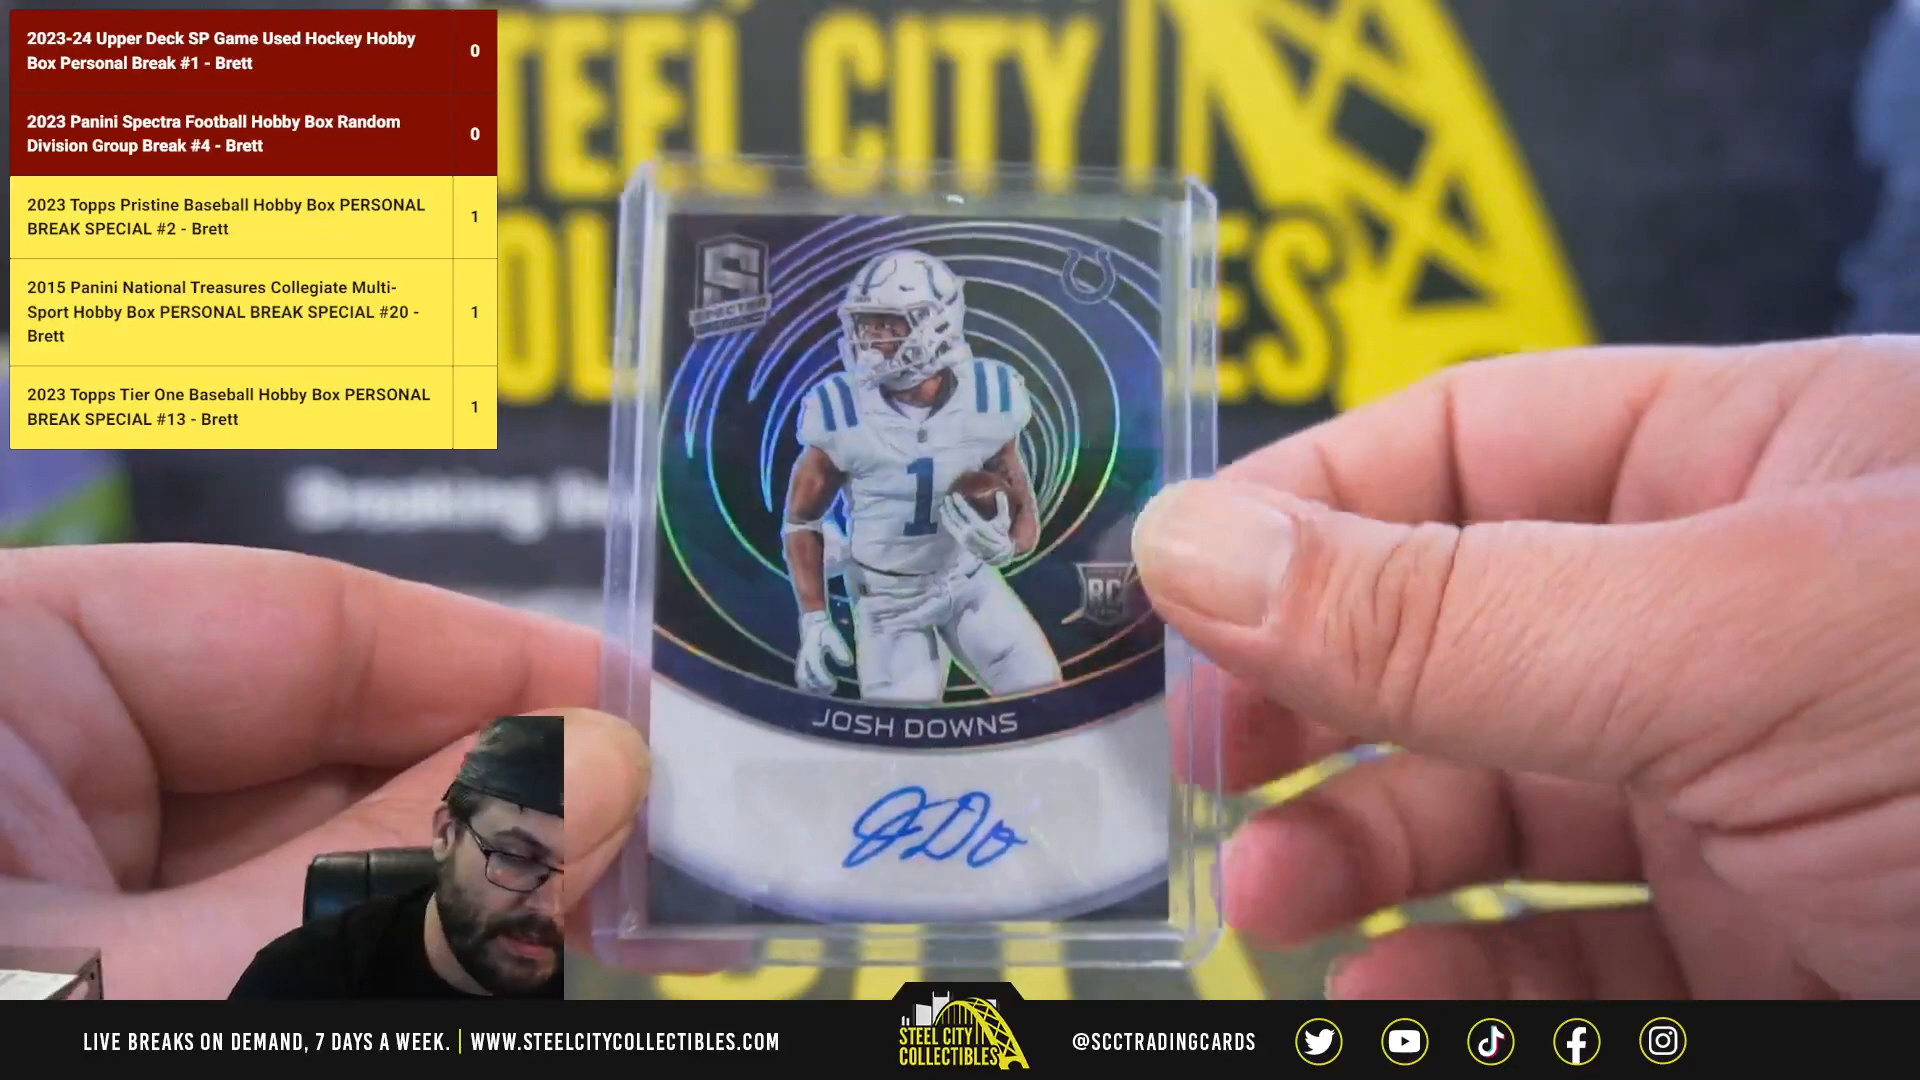 2023-24 Upper Deck SP Game Used Hockey Hobby
Box Personal Break #1 - Brett
0
2023 Panini Spectra Football Hobby Box Random
Division Group Break #4 - Brett
0
2023 Topps Pristine Baseball Hobby Box PERSONAL
BREAK SPECIAL #2 - Brett
1
2015 Panini National Treasures Collegiate Multi-
Sport Hobby Box PERSONAL BREAK SPECIAL #20 -
Brett
1
2023 Topps Tier One Baseball Hobby Box PERSONAL
BREAK SPECIAL #13 - Brett
1
STEEL CITY
Breaking
S
SPECTRA
1
RC
JOSH DOWNS
LIVE BREAKS ON DEMAND, 7 DAYS A WEEK. | WWW.STEELCITYCOLLECTIBLES.COM
STEEL CITY
COLLECTIBLES
@SCCTRADINGCARDS